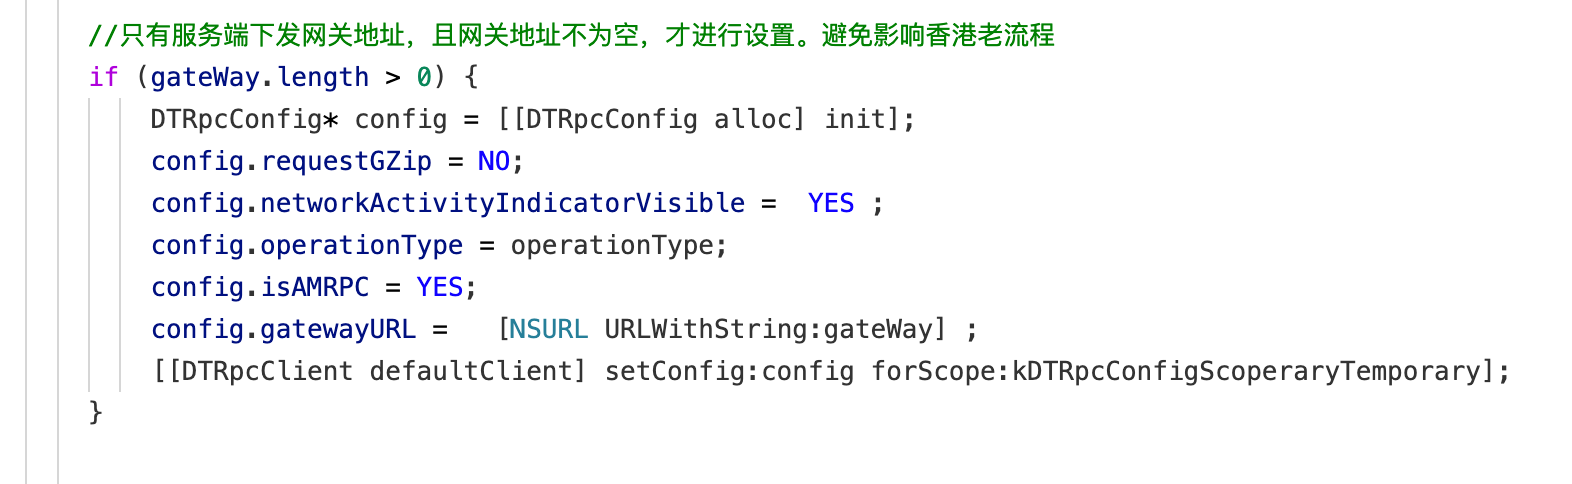 //只有服务端下发网关地址，且网关地址不为空，才进行设置。避免影响香港老流程
if (gateWay.length > 0) {
DTRpcConfig* config = [[DTRpcConfig alloc] init];
config.requestGZip = NO;
config.networkActivityIndicatorVisible =  YES ;
config.operationType = operationType;
config.isAMRPC = YES;
config.gatewayURL =   [NSURL URLWithString:gateWay] ;
[[DTRpcClient defaultClient] setConfig:config forScope:kDTRpcConfigScoperaryTemporary];
}